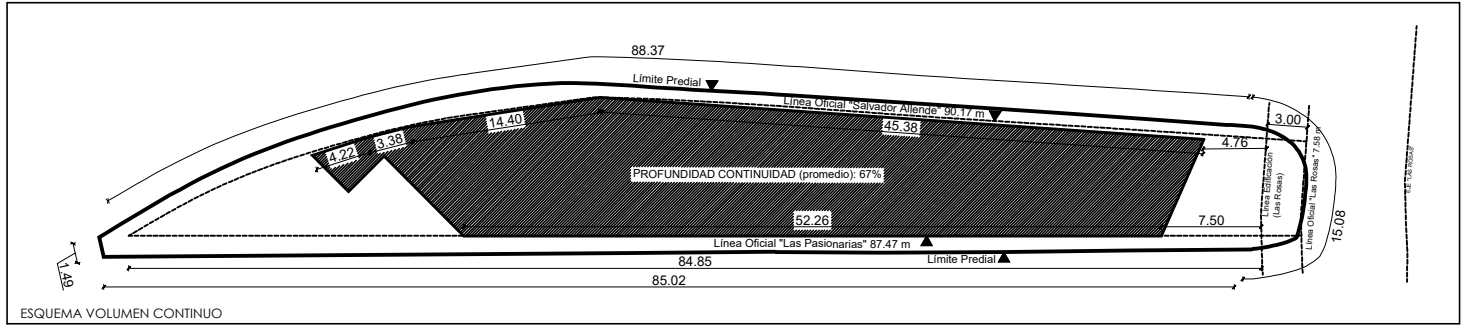 88.37
Límite Predial
Línea Oficial "Salvador Allende" 90.17 m
3.00
14.40
45.38
3.38
4.76
4.22
PROFUNDIDAD CONTINUIDAD (promedio): 67%
Línea Edificación
(Las Rosas)
Línea Oficial "Las Rosas" 7.58 m
15.08
52.26
7.50
Línea Oficial "Las Pasionarias" 87.47 m
Límite Predial
84.85
1.49
85.02
ESQUEMA VOLUMEN CONTINUO